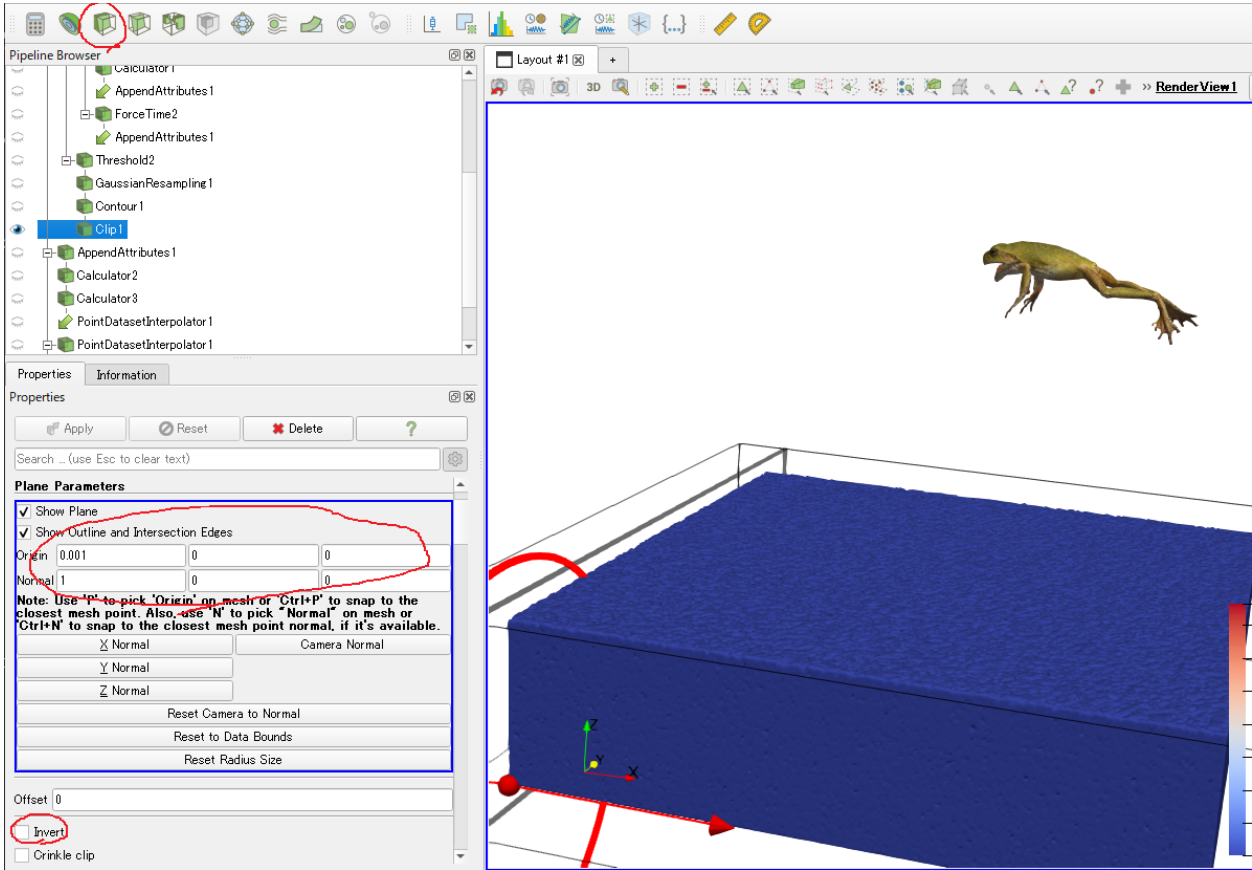 Pipeline Browser
Calculator1
AppendAttributes1
ForceTime2
AppendAttributes1
Threshold2
GaussianResampling1
Contour1
Clip1
AppendAttributes1
Calculator2
Calculator3
PointDatasetInterpolator1
PointDatasetInterpolator1
Properties Information
Properties
Apply Reset Delete ?
Search ... (use Esc to clear text)
Plane Parameters
Show Plane
Show Outline and Intersection Edges
Origin 0.001 0 0
Normal 1 0 0
Note: Use 'P' to pick 'Origin' on mesh or 'Ctrl+P' to snap to the
closest mesh point. Also, use 'N' to pick "Normal" on mesh or
'Ctrl+N' to snap to the closest mesh point normal, if it's available.
X Normal Camera Normal
Y Normal
Z Normal
Reset Camera to Normal
Reset to Data Bounds
Reset Radius Size
Offset 0
Invert
Crinkle clip
{...}
Layout #1 +
3D ? ? >> RenderView1
Z
Y
X